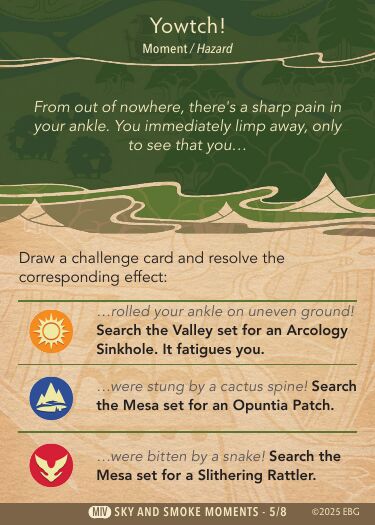 Yowtch!
Moment / Hazard
From out of nowhere, there's a sharp pain in
your ankle. You immediately limp away, only
to see that you…
Draw a challenge card and resolve the
corresponding effect:
…rolled your ankle on uneven ground!
Search the Valley set for an Arcology
Sinkhole. It fatigues you.
…were stung by a cactus spine! Search
the Mesa set for an Opuntia Patch.
…were bitten by a snake! Search the
Mesa set for a Slithering Rattler.
MIV SKY AND SMOKE MOMENTS - 5/8 ©2025 EBG